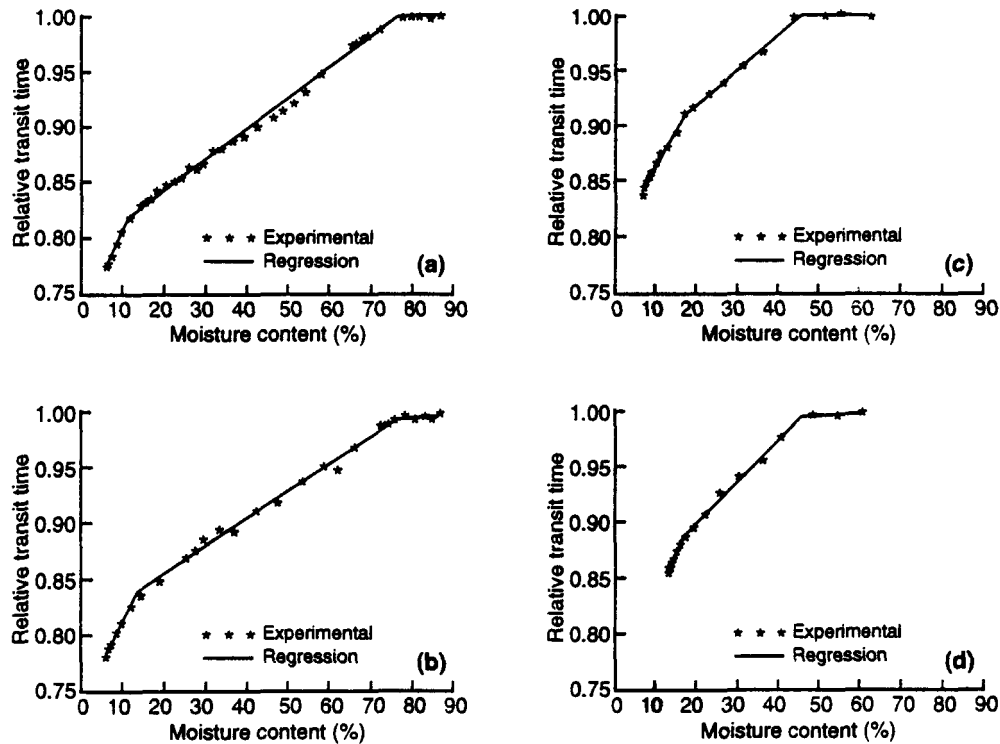 1.00
0.95
0.90
0.85
0.80
0.75
Relative transit time
0 10 20 30 40 50 60 70 80 90
Moisture content (%)
Experimental
Regression
(a)
1.00
0.95
0.90
0.85
0.80
0.75
Relative transit time
0 10 20 30 40 50 60 70 80 90
Moisture content (%)
Experimental
Regression
(c)
1.00
0.95
0.90
0.85
0.80
0.75
Relative transit time
0 10 20 30 40 50 60 70 80 90
Moisture content (%)
Experimental
Regression
(b)
1.00
0.95
0.90
0.85
0.80
0.75
Relative transit time
0 10 20 30 40 50 60 70 80 90
Moisture content (%)
Experimental
Regression
(d)